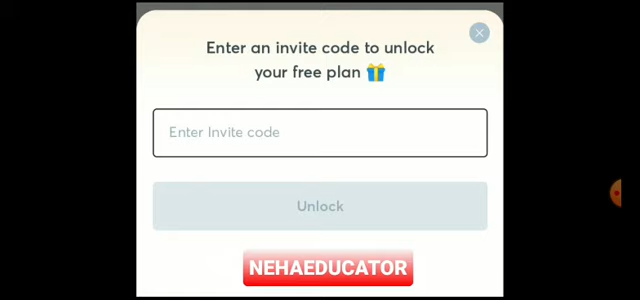 Enter an invite code to unlock
your free plan
Enter Invite code
Unlock
NEHAEDUCATOR